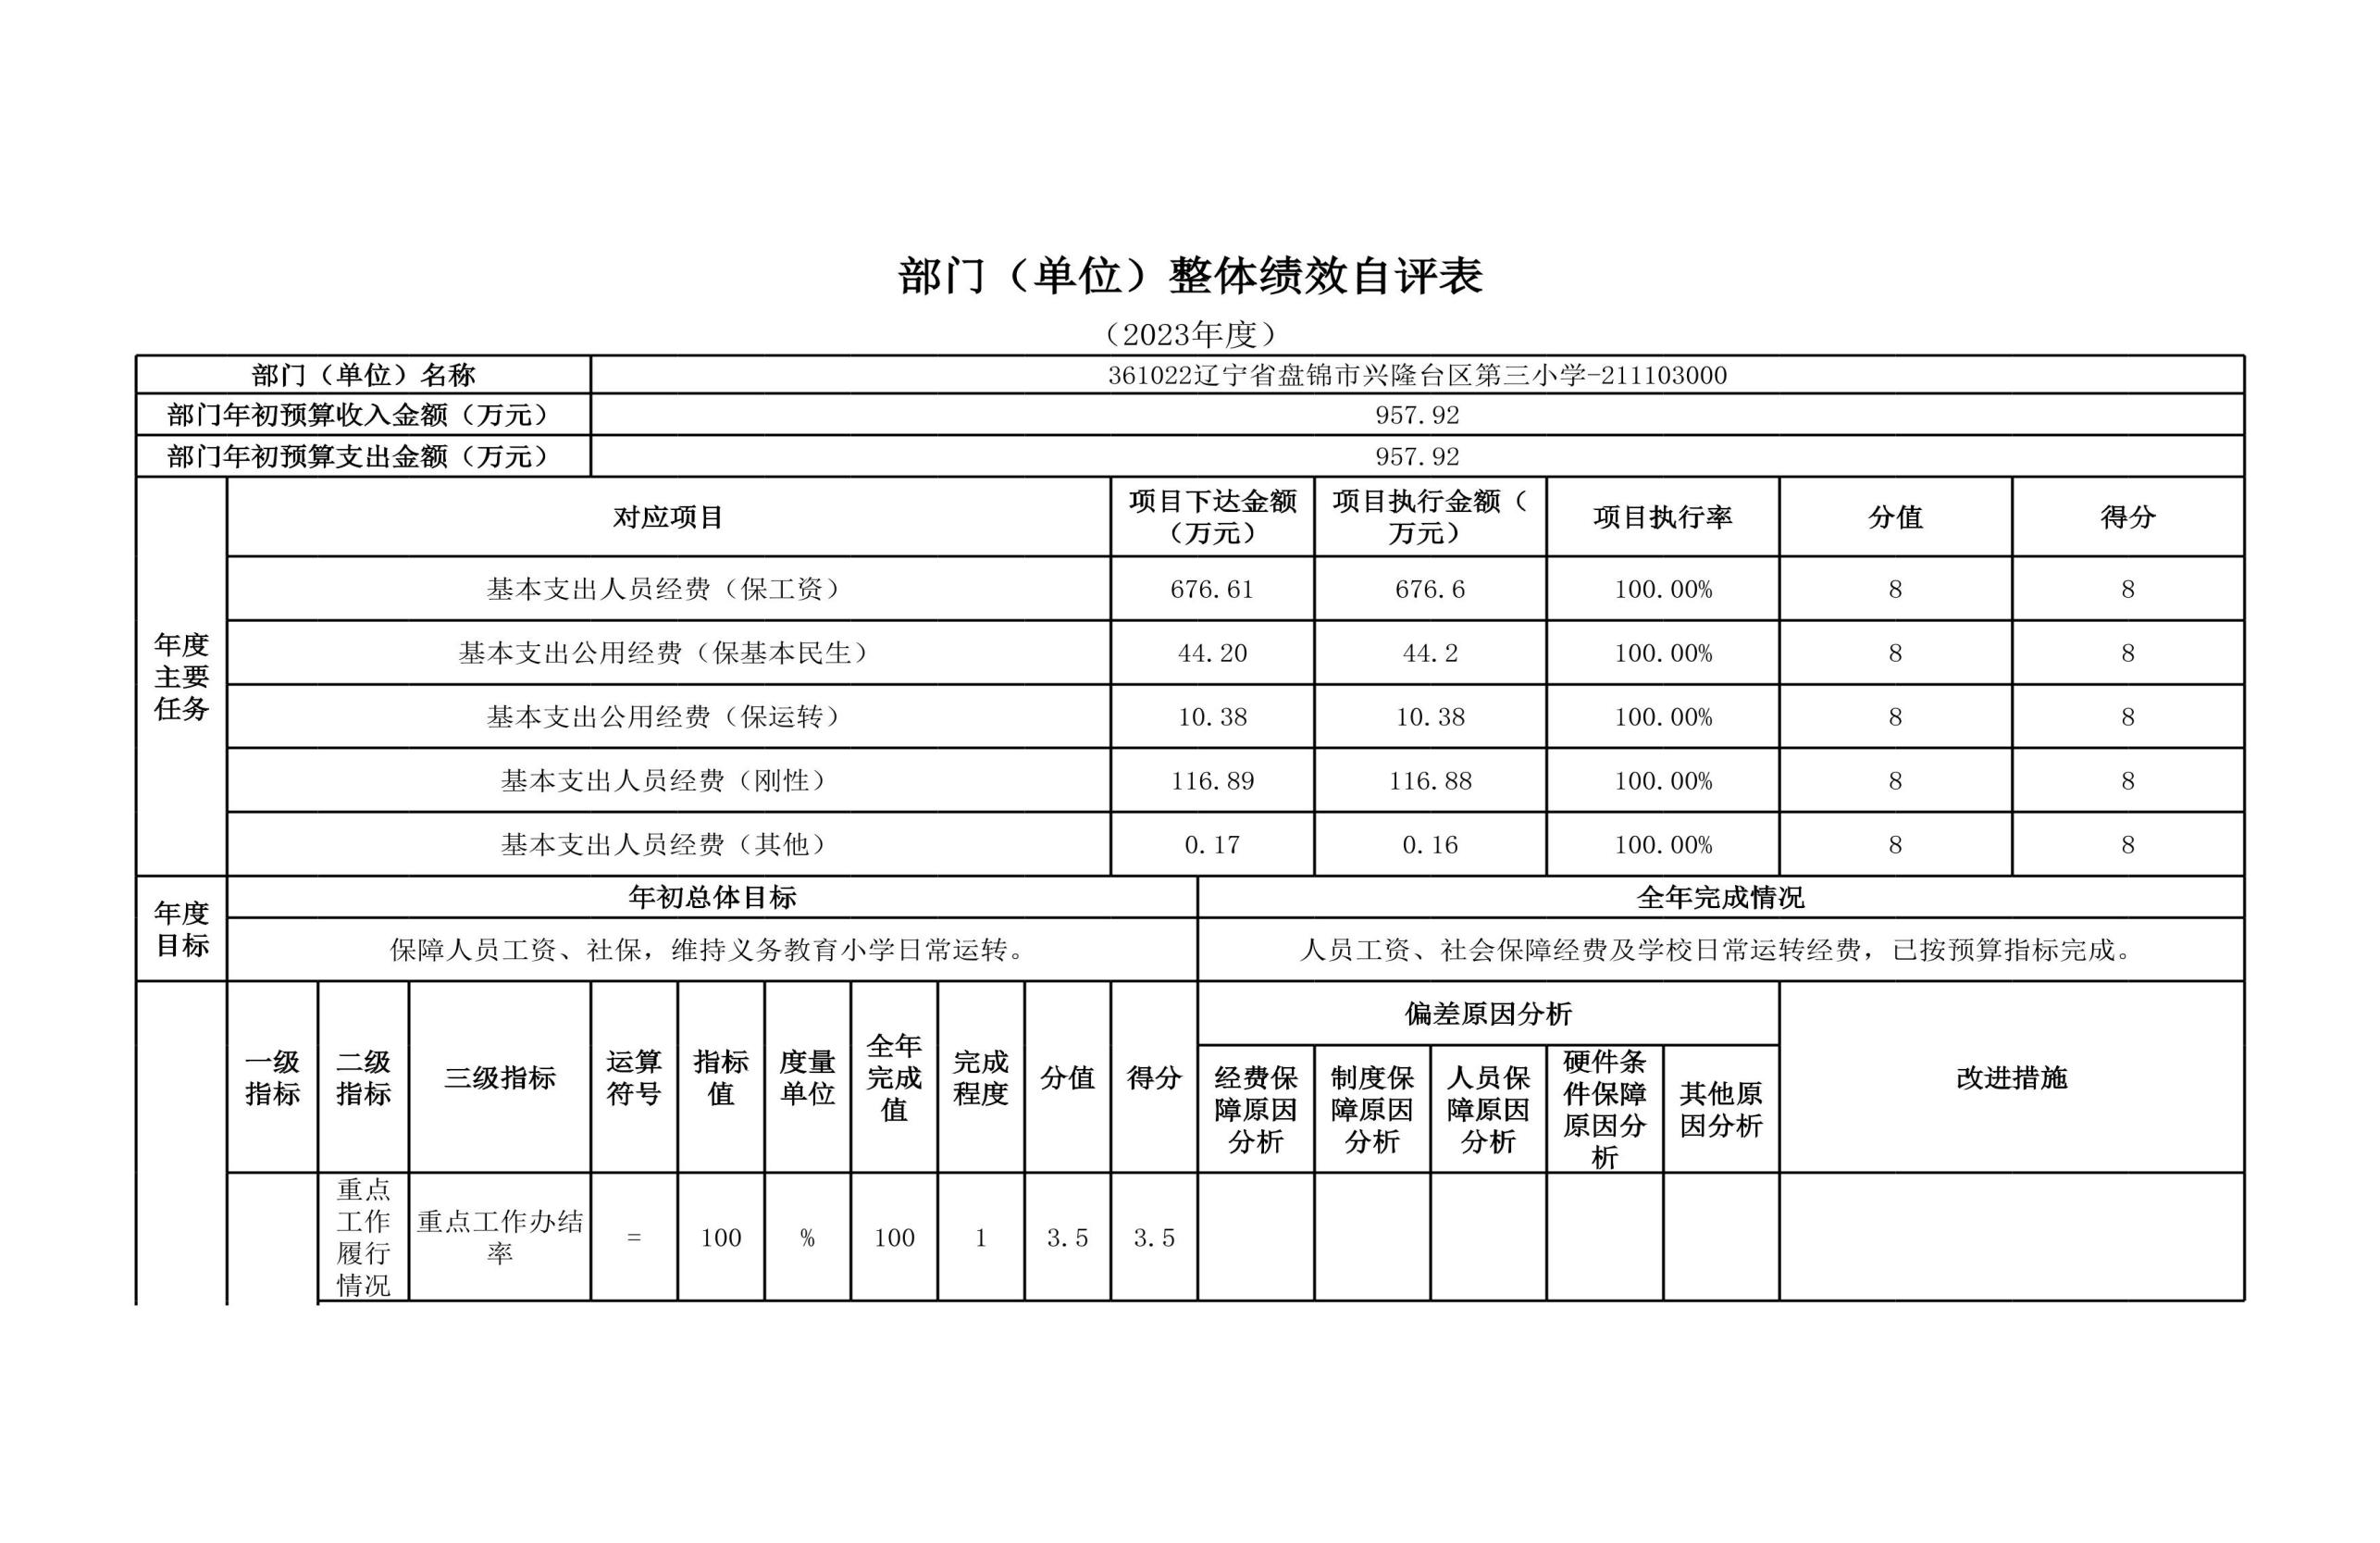 部门（单位）整体绩效自评表
（2023年度）
部门（单位）名称 361022辽宁省盘锦市兴隆台区第三小学-211103000
部门年初预算收入金额（万元） 957.92
部门年初预算支出金额（万元） 957.92
年度
主要
任务
对应项目 项目下达金额
（万元） 项目执行金额（
万元） 项目执行率 分值 得分
基本支出人员经费（保工资） 676.61 676.6 100.00% 8 8
基本支出公用经费（保基本民生） 44.20 44.2 100.00% 8 8
基本支出公用经费（保运转） 10.38 10.38 100.00% 8 8
基本支出人员经费（刚性） 116.89 116.88 100.00% 8 8
基本支出人员经费（其他） 0.17 0.16 100.00% 8 8
年度
目标
年初总体目标 全年完成情况
保障人员工资、社保，维持义务教育小学日常运转。 人员工资、社会保障经费及学校日常运转经费，已按预算指标完成。
一级
指标
二级
指标
三级指标
运算
符号
指标
值
度量
单位
全年
完成
值
完成
程度
分值
得分
偏差原因分析
经费保
障原因
分析
制度保
障原因
分析
人员保
障原因
分析
硬件条
件保障
原因分
析
其他原
因分析
改进措施
重点
工作
履行
情况
重点工作办结
率
= 100 % 100 1 3.5 3.5